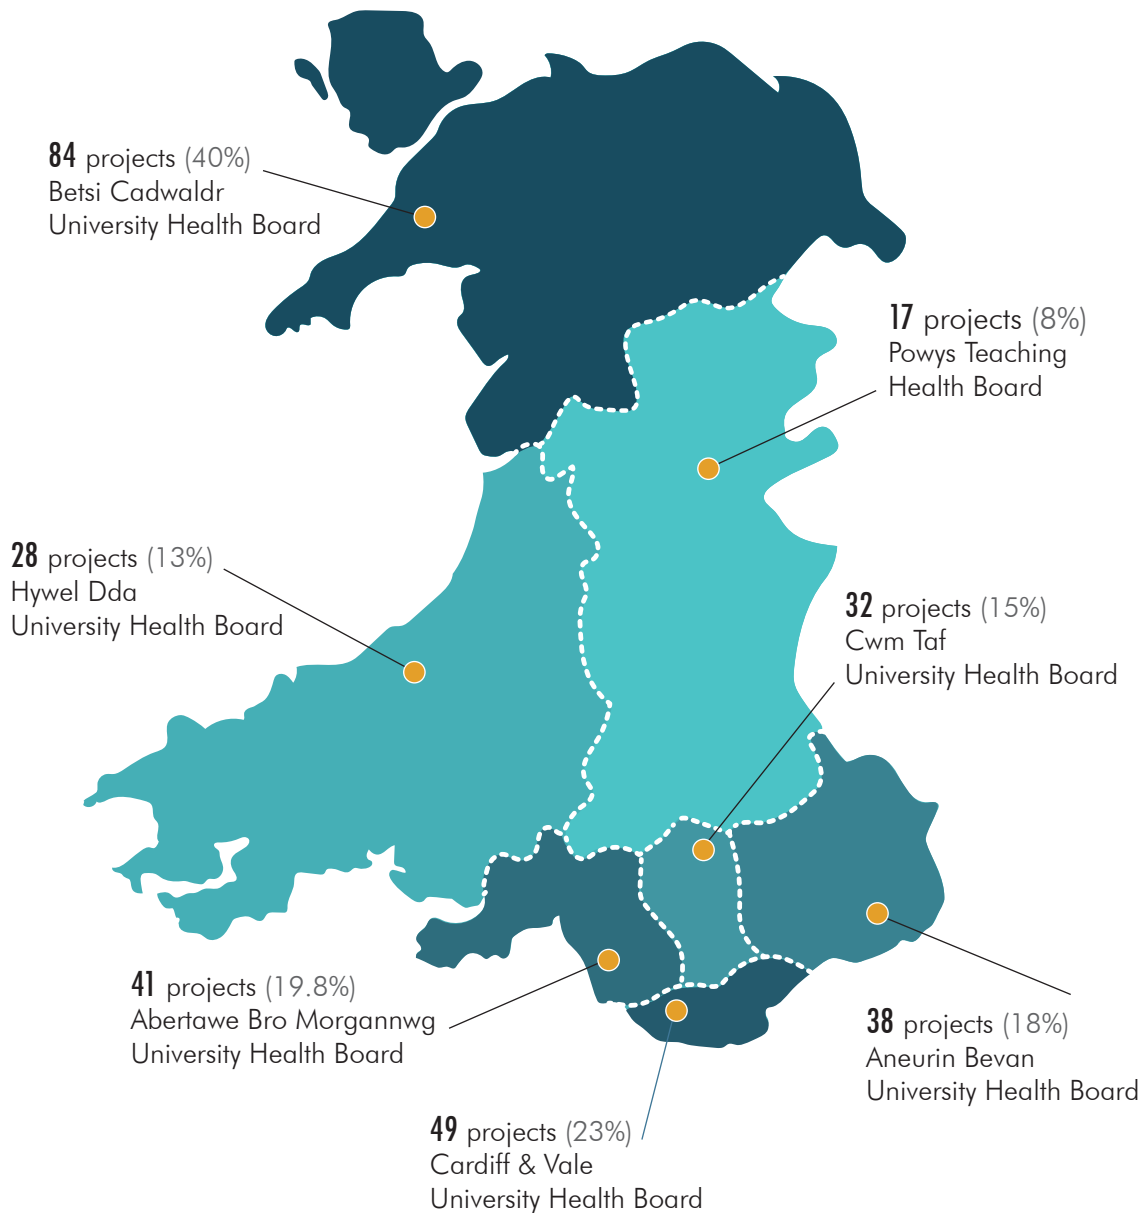 84 projects (40%)
Betsi Cadwaldr
University Health Board
17 projects (8%)
Powys Teaching
Health Board
28 projects (13%)
Hywel Dda
University Health Board
32 projects (15%)
Cwm Taf
University Health Board
41 projects (19.8%)
Abertawe Bro Morgannwg
University Health Board
38 projects (18%)
Aneurin Bevan
University Health Board
49 projects (23%)
Cardiff & Vale
University Health Board